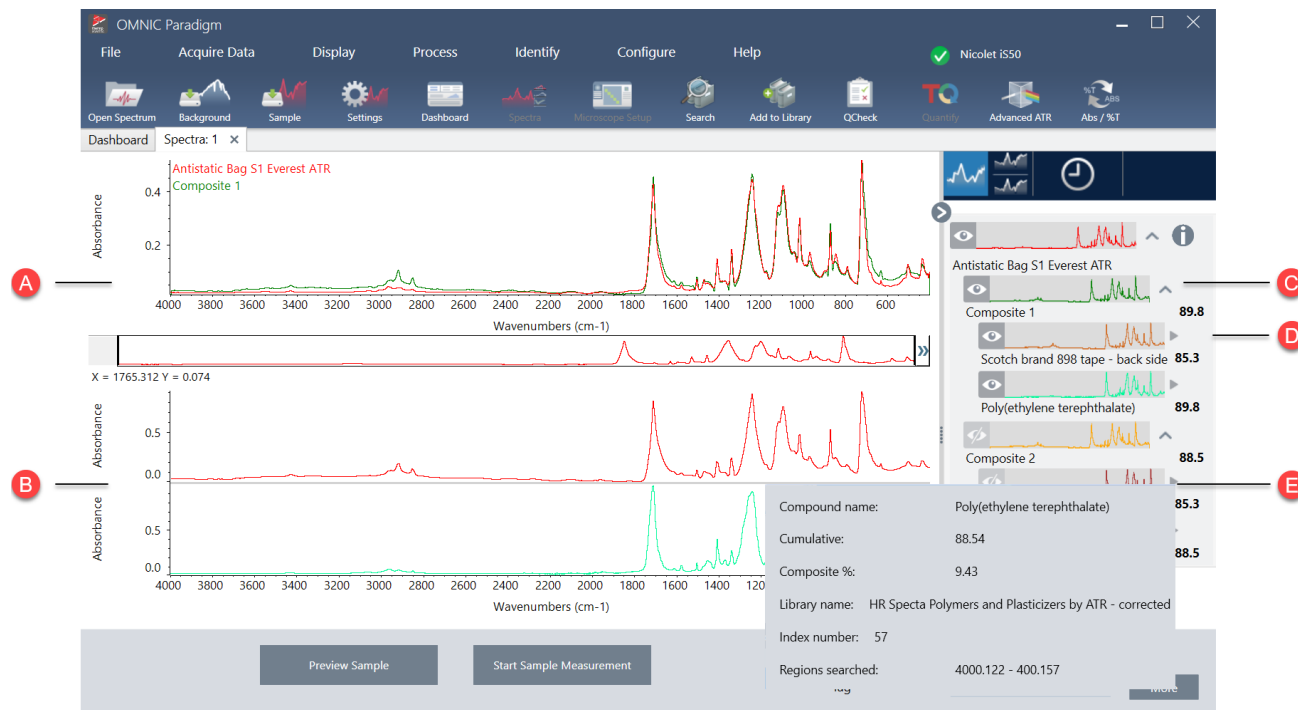 OMNIC Paradigm
File Acquire Data Display Process Identify Configure Help Nicolet iS50
%T ABS
TQ
Open Spectrum Background Sample Settings Dashboard Spectra Microscope Setup Search Add to Library QCheck Quantify Advanced ATR Abs / %T
Dashboard Spectra: 1 ×
Antistatic Bag S1 Everest ATR
Composite 1
Absorbance
0.4
0.2
4000 3800 3600 3400 3200 3000 2800 2600 2400 2200 2000 1800 1600 1400 1200 1000 800 600
Wavenumbers (cm-1)
X = 1765.312 Y = 0.074
Absorbance
0.5
0.0
Absorbance
0.5
0.0
4000 3800 3600 3400 3200 3000 2800 2600 2400 2200 2000 1800 1600 1400
Wavenumbers (cm-1)
Antistatic Bag S1 Everest ATR
Composite 1 89.8
Scotch brand 898 tape - back side 85.3
Poly(ethylene terephthalate) 89.8
Composite 2 88.5
85.3
88.5
Compound name: Poly(ethylene terephthalate)
Cumulative: 88.54
Composite %: 9.43
Library name: HR Specta Polymers and Plasticizers by ATR - corrected
Index number: 57
Regions searched: 4000.122 - 400.157
Preview Sample Start Sample Measurement
More
A
B
C
D
E